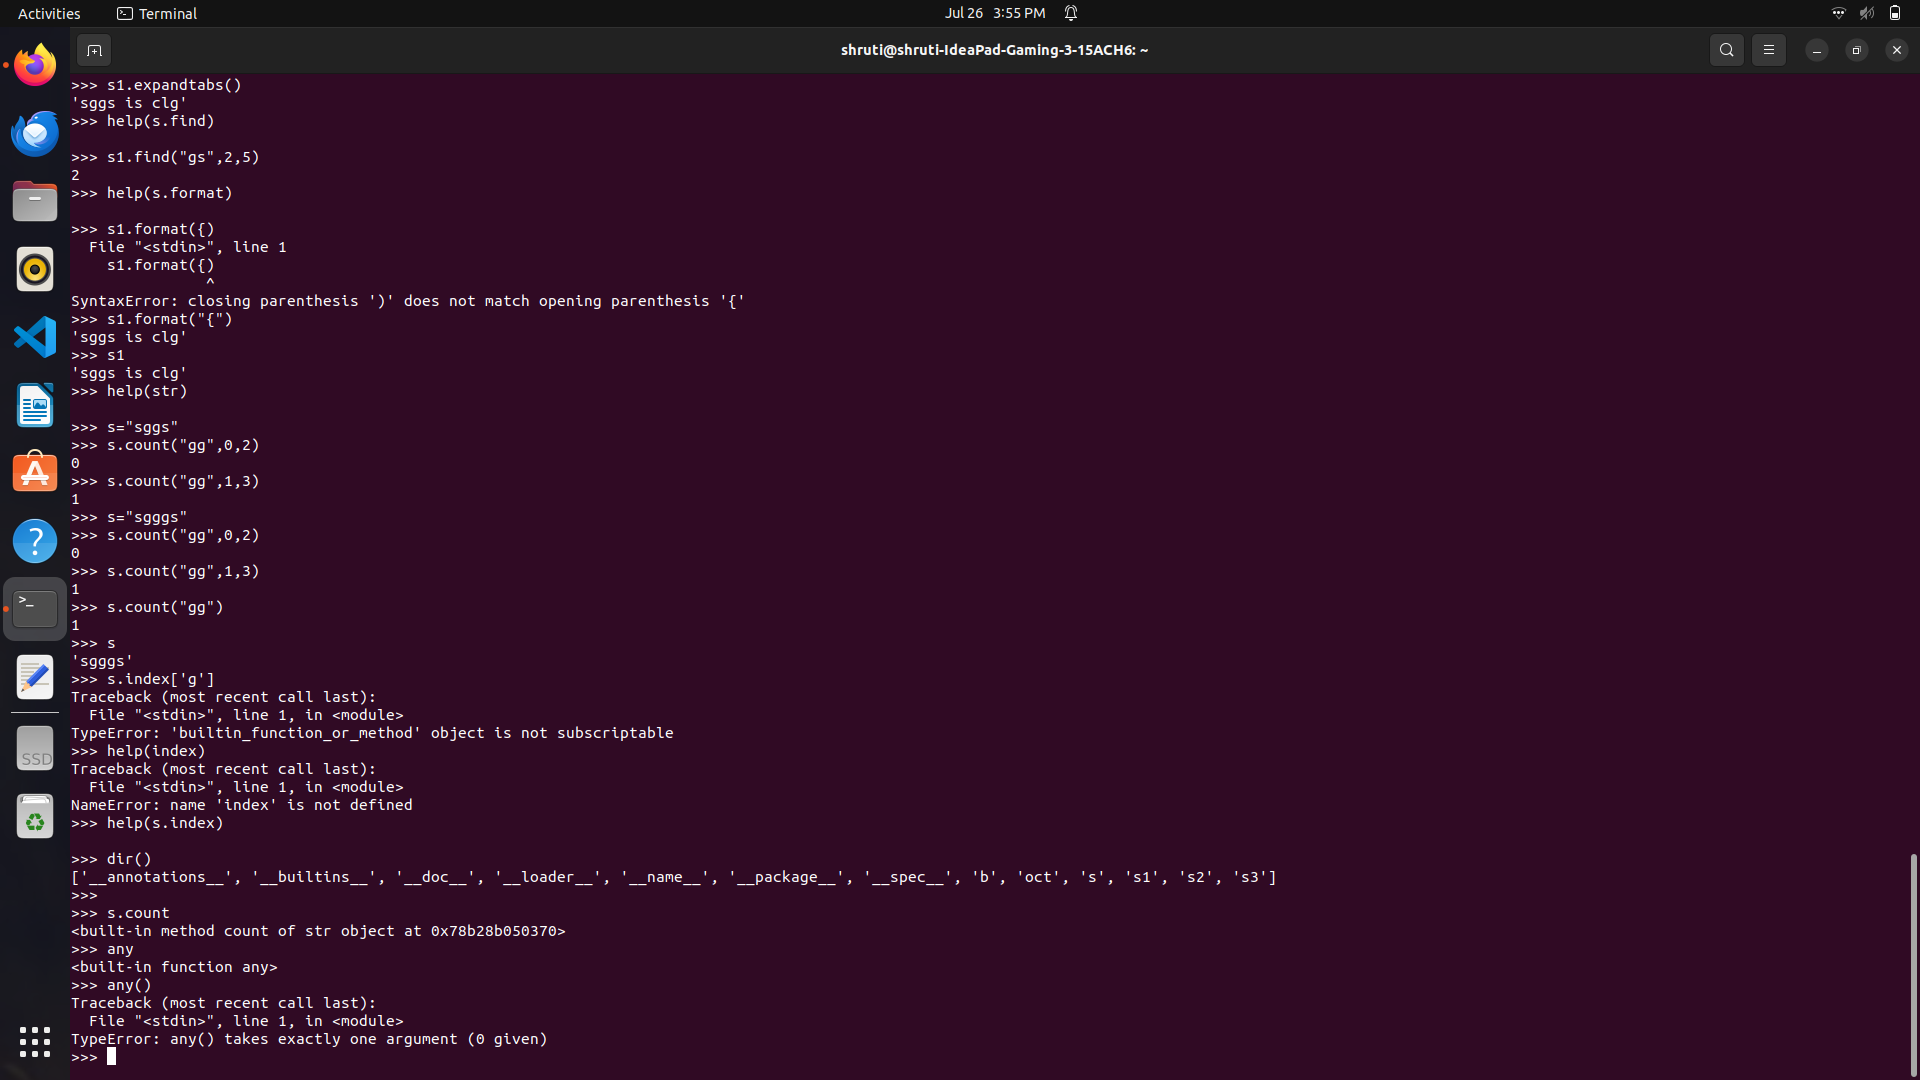 Activities
Terminal
Jul 26 3:55 PM
shruti@shruti-IdeaPad-Gaming-3-15ACH6: ~
>>> s1.expandtabs()
'sggs is clg'
>>> help(s.find)
>>> s1.find("gs",2,5)
2
>>> help(s.format)
>>> s1.format({)
  File "<stdin>", line 1
    s1.format({)
               ^
SyntaxError: closing parenthesis ')' does not match opening parenthesis '{'
>>> s1.format("{")
'sggs is clg'
>>> s1
'sggs is clg'
>>> help(str)
>>> s="sggs"
>>> s.count("gg",0,2)
0
>>> s.count("gg",1,3)
1
>>> s="sgggs"
>>> s.count("gg",0,2)
0
>>> s.count("gg",1,3)
1
>>> s.count("gg")
1
>>> s
'sgggs'
>>> s.index['g']
Traceback (most recent call last):
  File "<stdin>", line 1, in <module>
TypeError: 'builtin_function_or_method' object is not subscriptable
>>> help(index)
Traceback (most recent call last):
  File "<stdin>", line 1, in <module>
NameError: name 'index' is not defined
>>> help(s.index)
>>> dir()
['__annotations__', '__builtins__', '__doc__', '__loader__', '__name__', '__package__', '__spec__', 'b', 'oct', 's', 's1', 's2', 's3']
>>>
>>> s.count
<built-in method count of str object at 0x78b28b050370>
>>> any
<built-in function any>
>>> any()
Traceback (most recent call last):
  File "<stdin>", line 1, in <module>
TypeError: any() takes exactly one argument (0 given)
>>>
SSD